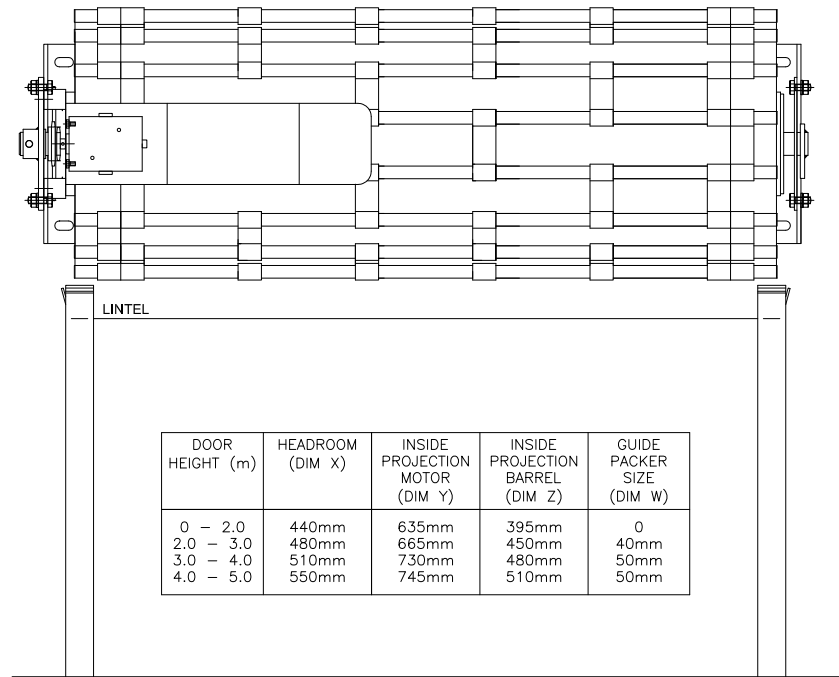 LINTEL
DOOR HEIGHT (m) HEADROOM (DIM X) INSIDE PROJECTION MOTOR (DIM Y) INSIDE PROJECTION BARREL (DIM Z) GUIDE PACKER SIZE (DIM W)
0 – 2.0 440mm 635mm 395mm 0
2.0 – 3.0 480mm 665mm 450mm 40mm
3.0 – 4.0 510mm 730mm 480mm 50mm
4.0 – 5.0 550mm 745mm 510mm 50mm